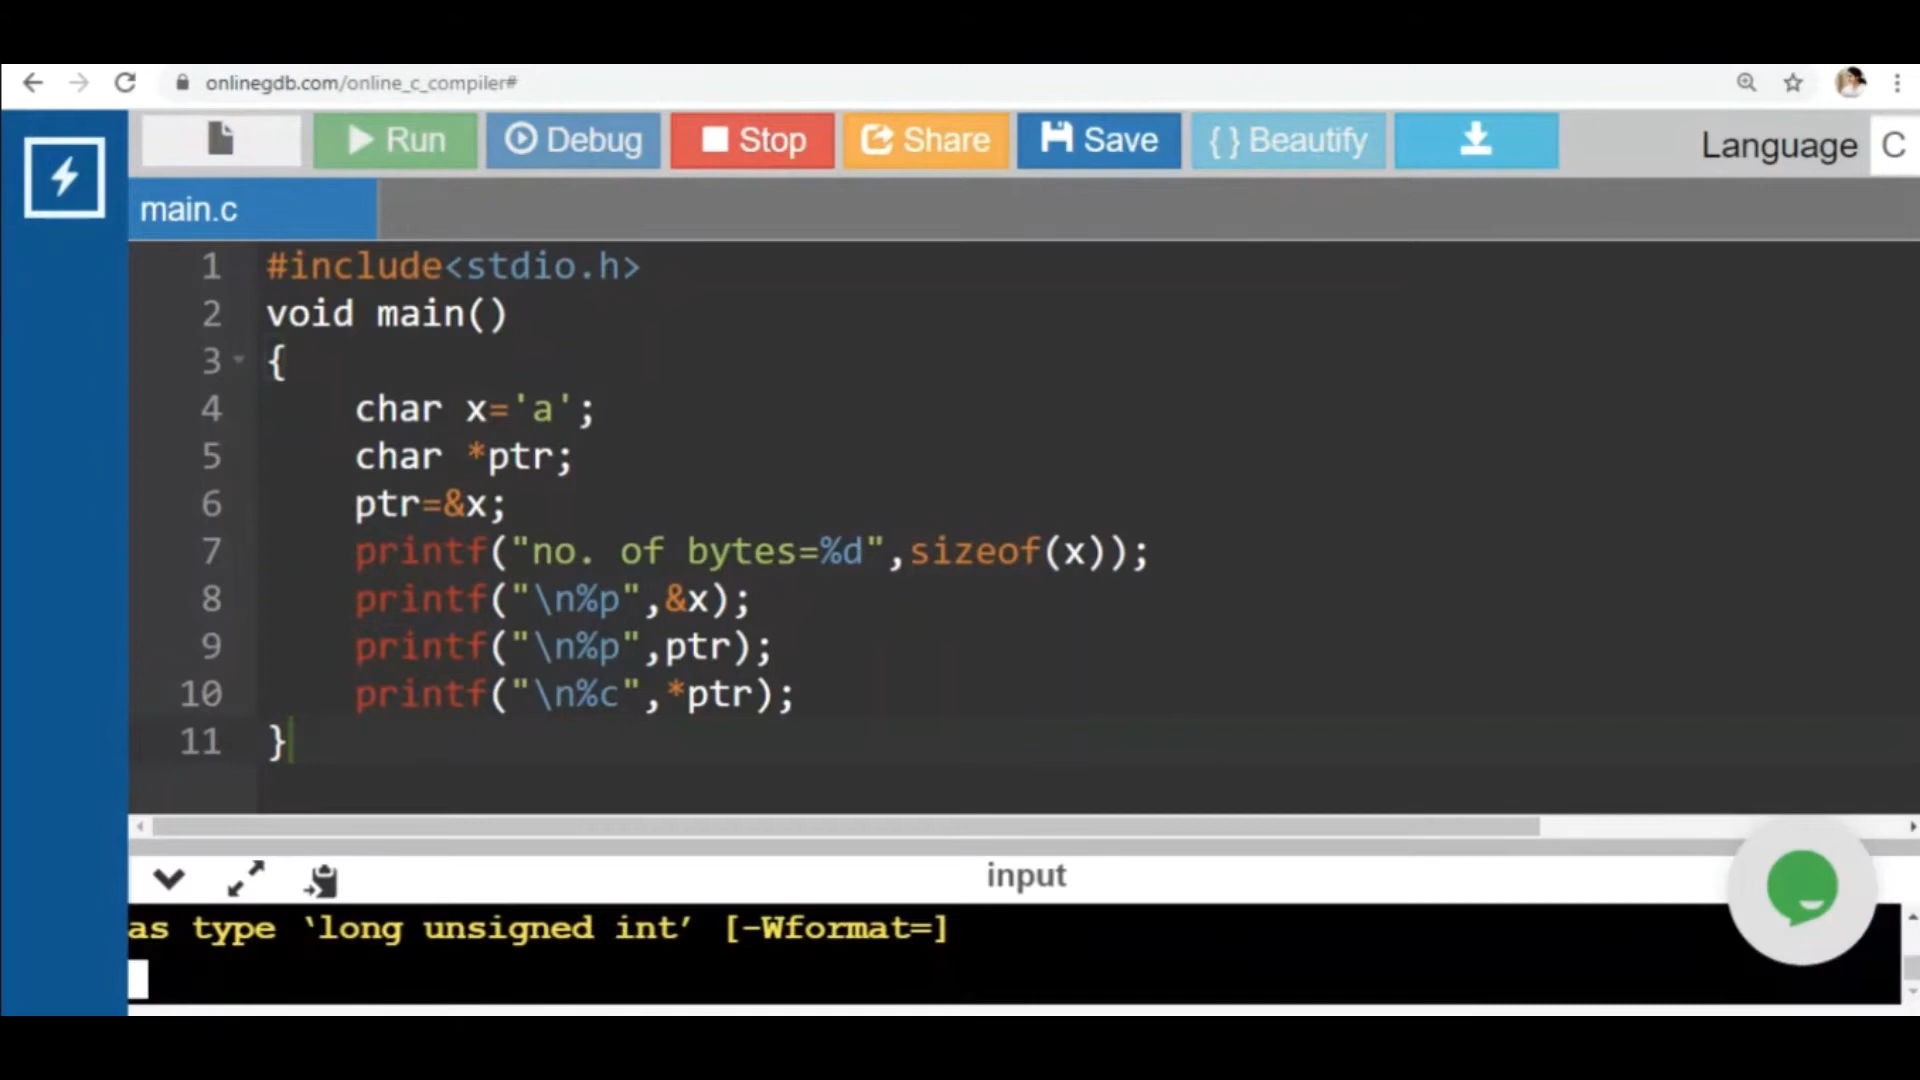 onlinegdb.com/online_c_compiler#
Run Debug Stop Share Save {} Beautify Language C
main.c
1 #include<stdio.h>
2 void main()
3 {
4 char x='a';
5 char *ptr;
6 ptr=&x;
7 printf("no. of bytes=%d",sizeof(x));
8 printf("\n%p",&x);
9 printf("\n%p",ptr);
10 printf("\n%c",*ptr);
11 }
input
as type ‘long unsigned int’ [-Wformat=]